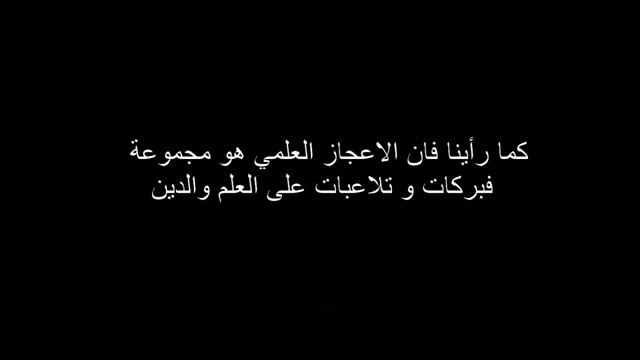 كما رأينا فان الاعجاز العلمي هو مجموعة
فبركات و تلاعبات على العلم والدين